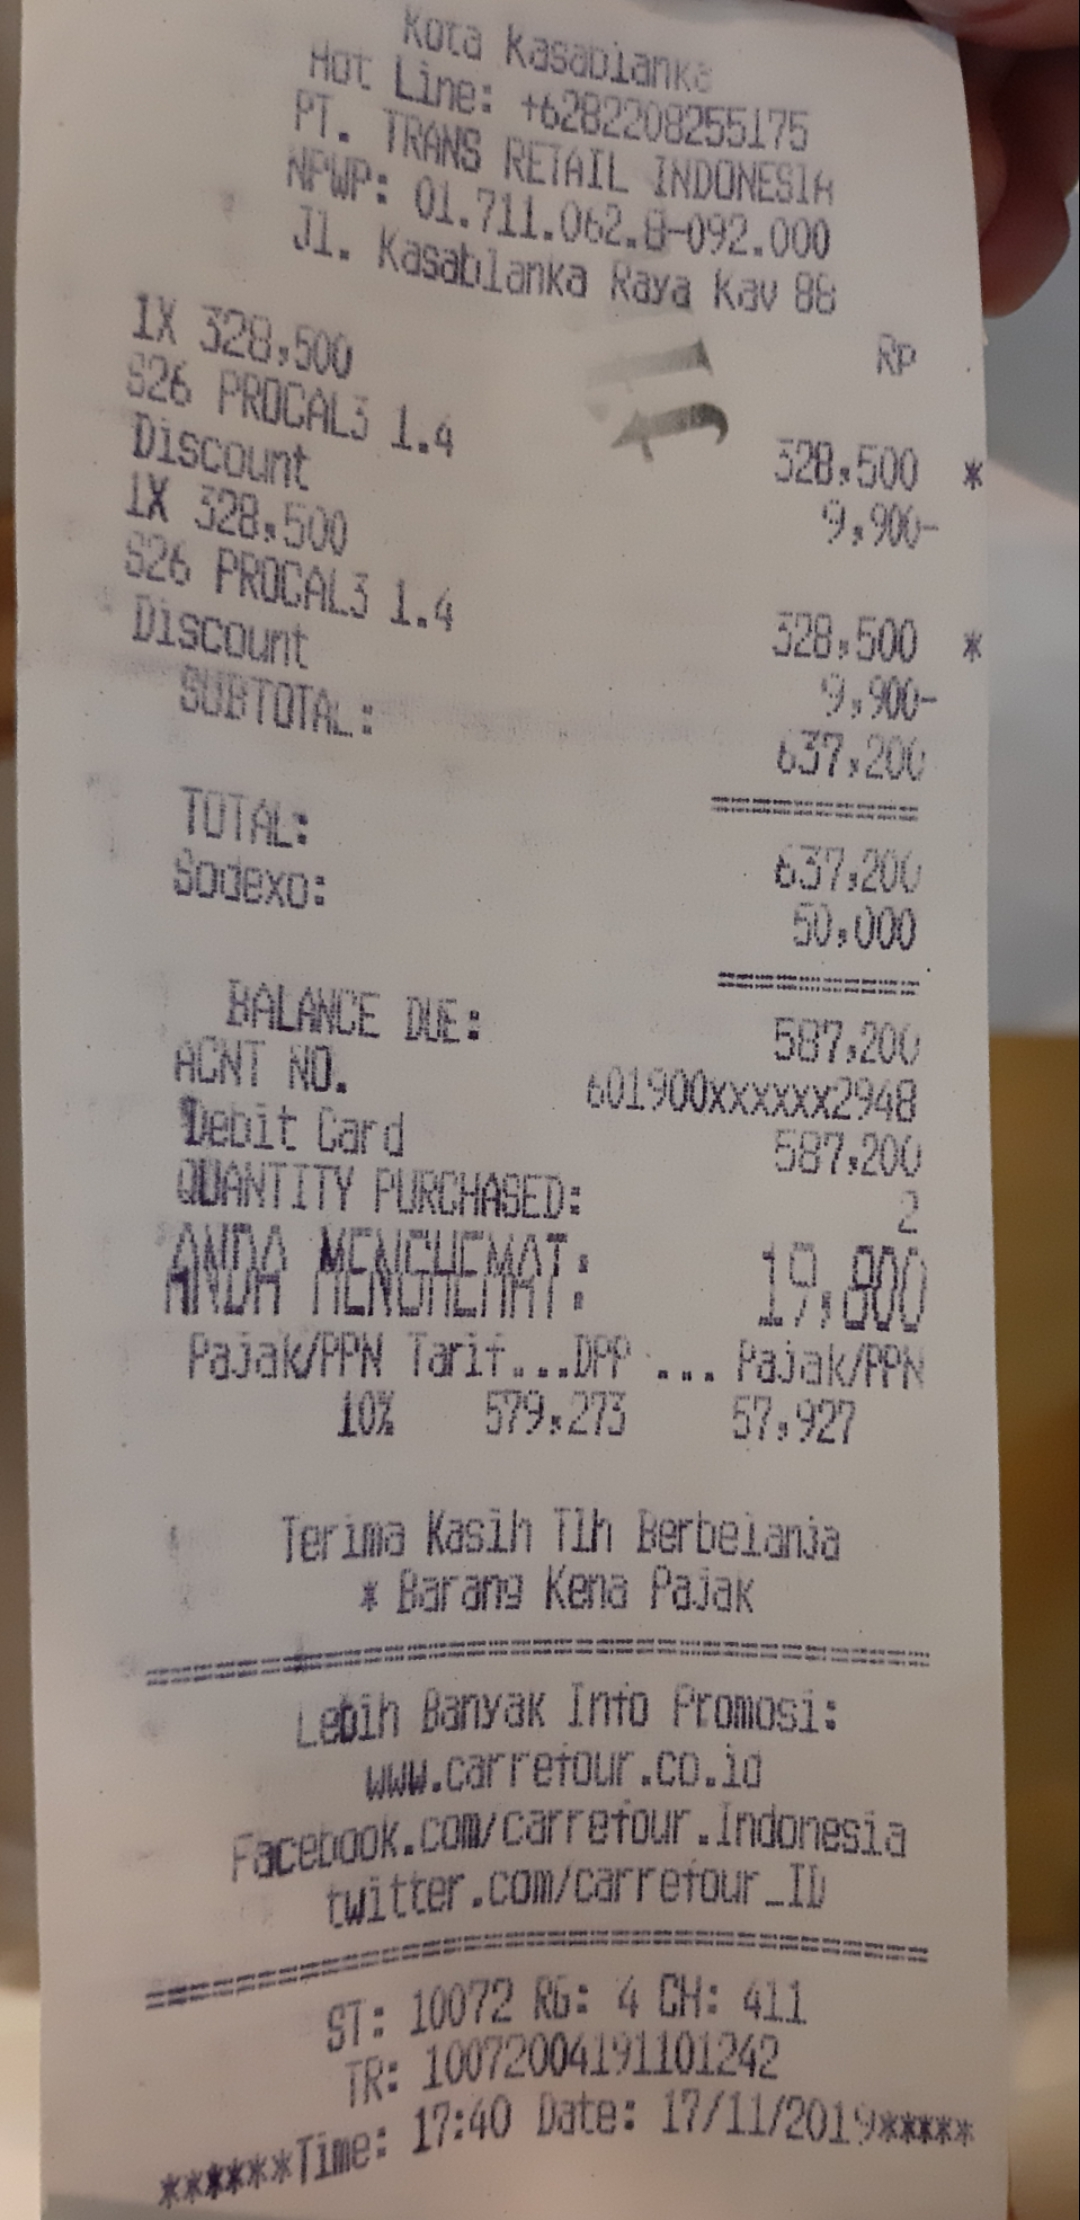 Kota Kasablanka
Hot Line: +6282208255175
PT. TRANS RETAIL INDONESIA
NPWP: 01.711.062.8-092.000
Jl. Kasablanka Raya Kav 88
Rp
1X 328,500
S26 PROCAL3 1.4 328,500 *
Discount 9,900-
1X 328,500
S26 PROCAL3 1.4 328,500 *
Discount 9,900-
SUBTOTAL: 637,200
TOTAL: 637,200
Sodexo: 50,000
BALANCE DUE: 587,200
ACNT NO. 601900xxxxxx2948
Debit Card 587,200
QUANTITY PURCHASED: 2
ANDA MENGHEMAT: 19,800
Pajak/PPN Tarif...DPP ... Pajak/PPN
10% 579,273 57,927
Terima Kasih Tlh Berbelanja
* Barang Kena Pajak
Lebih Banyak Info Promosi:
www.carrefour.co.id
Facebook.com/carrefour.Indonesia
twitter.com/carrefour_ID
ST: 10072 RG: 4 CH: 411
TR: 10072004191101242
******Time: 17:40 Date: 17/11/2019*****